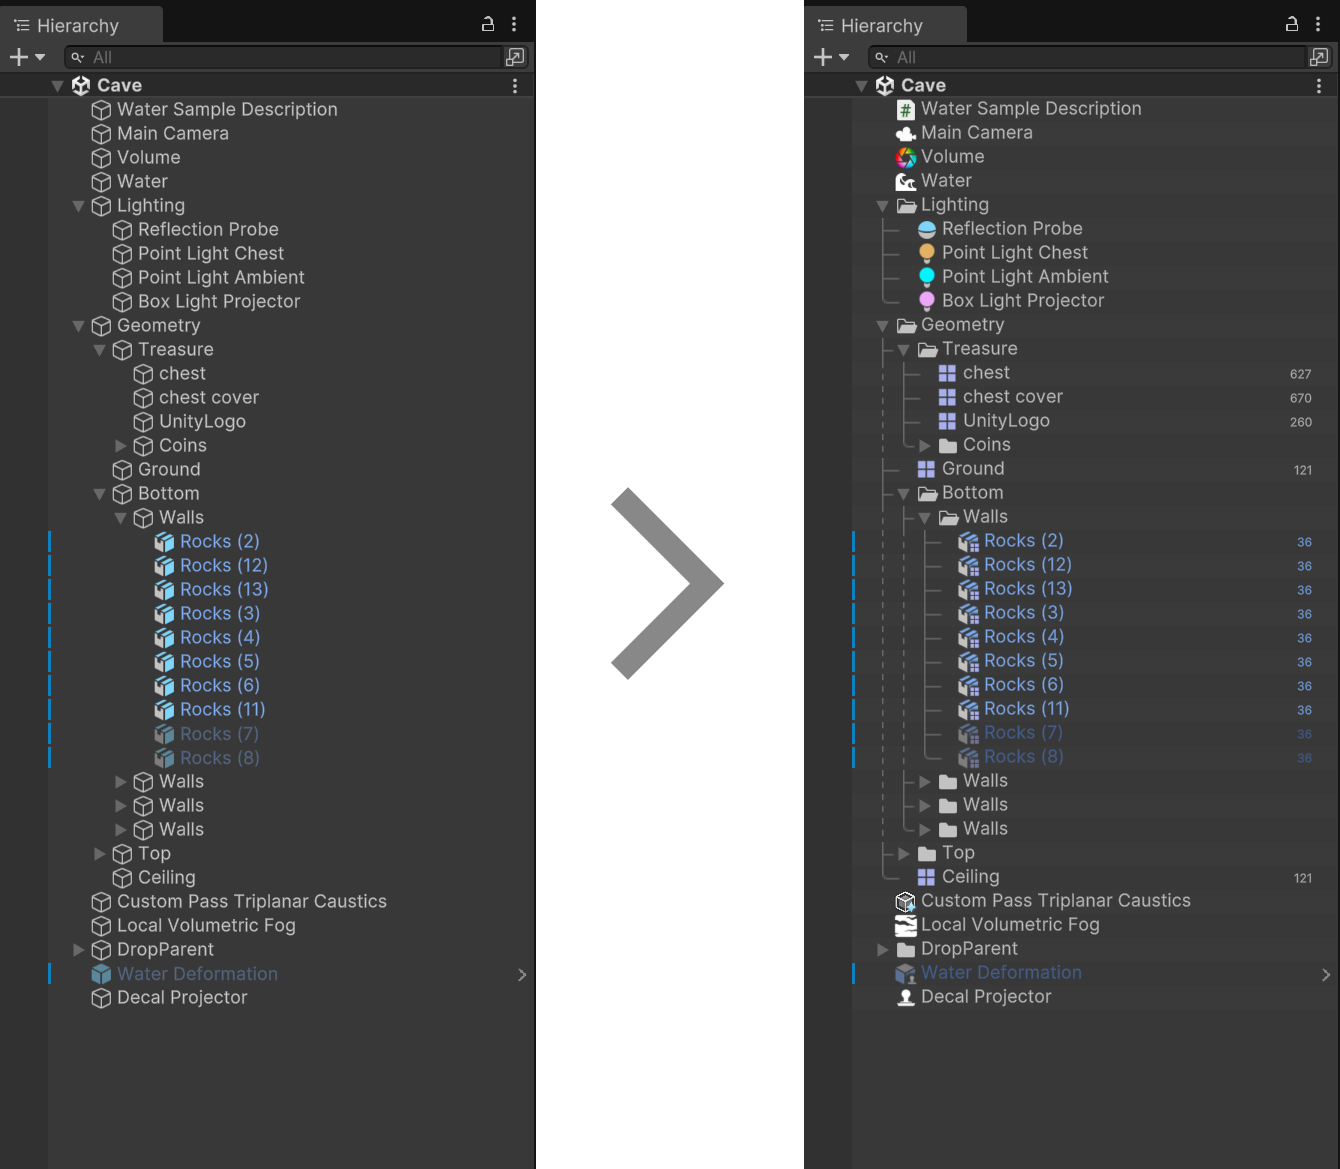 Hierarchy
All
Cave
Water Sample Description
Main Camera
Volume
Water
Lighting
Reflection Probe
Point Light Chest
Point Light Ambient
Box Light Projector
Geometry
Treasure
chest
chest cover
UnityLogo
Coins
Ground
Bottom
Walls
Rocks (2)
Rocks (12)
Rocks (13)
Rocks (3)
Rocks (4)
Rocks (5)
Rocks (6)
Rocks (11)
Rocks (7)
Rocks (8)
Walls
Walls
Walls
Top
Ceiling
Custom Pass Triplanar Caustics
Local Volumetric Fog
DropParent
Water Deformation
Decal Projector
Hierarchy
All
Cave
# Water Sample Description
Main Camera
Volume
Water
Lighting
Reflection Probe
Point Light Chest
Point Light Ambient
Box Light Projector
Geometry
Treasure
chest 627
chest cover 670
UnityLogo 260
Coins
Ground 121
Bottom
Walls
Rocks (2) 36
Rocks (12) 36
Rocks (13) 36
Rocks (3) 36
Rocks (4) 36
Rocks (5) 36
Rocks (6) 36
Rocks (11) 36
Rocks (7) 36
Rocks (8) 36
Walls
Walls
Walls
Top
Ceiling 121
Custom Pass Triplanar Caustics
Local Volumetric Fog
DropParent
Water Deformation
Decal Projector